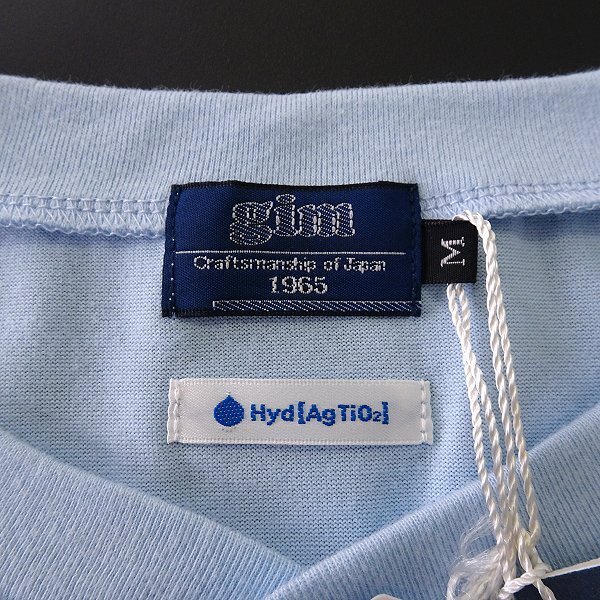 gim
Craftsmanship of Japan
1965
M
Hyd[AgTiO₂]